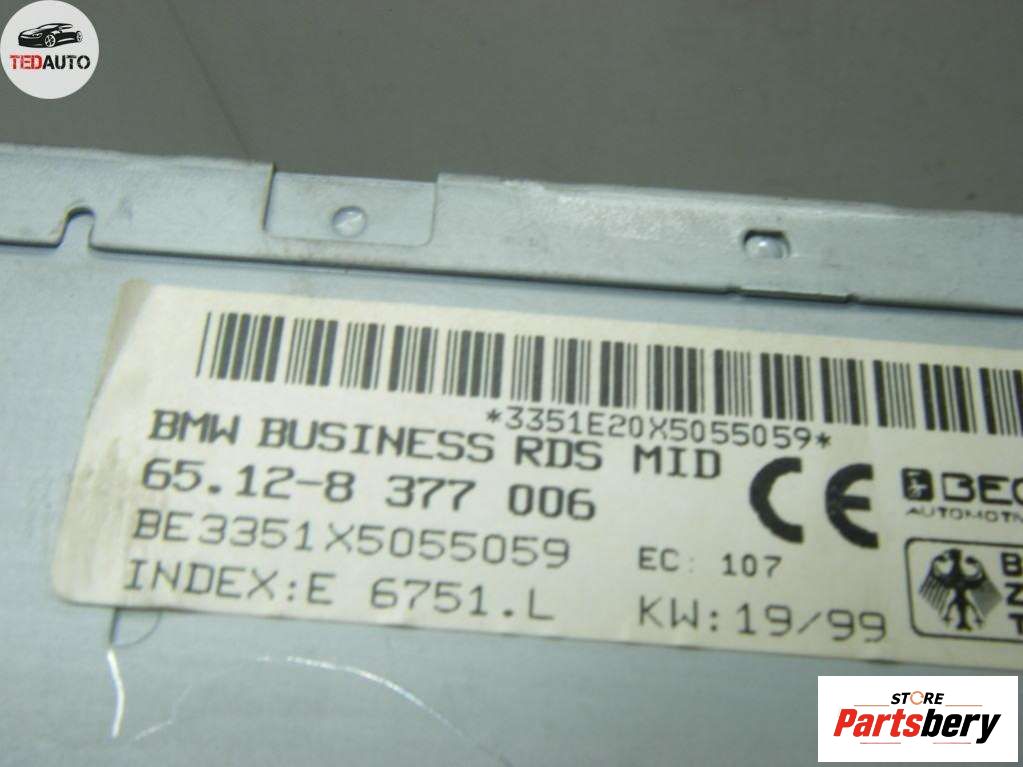 TEDAUTO
*3351E20X5055059*
BMW BUSINESS RDS MID
65.12-8 377 006
BE3351X5055059
EC: 107
INDEX:E 6751.L
KW: 19/99
CE
STORE
Partsbery